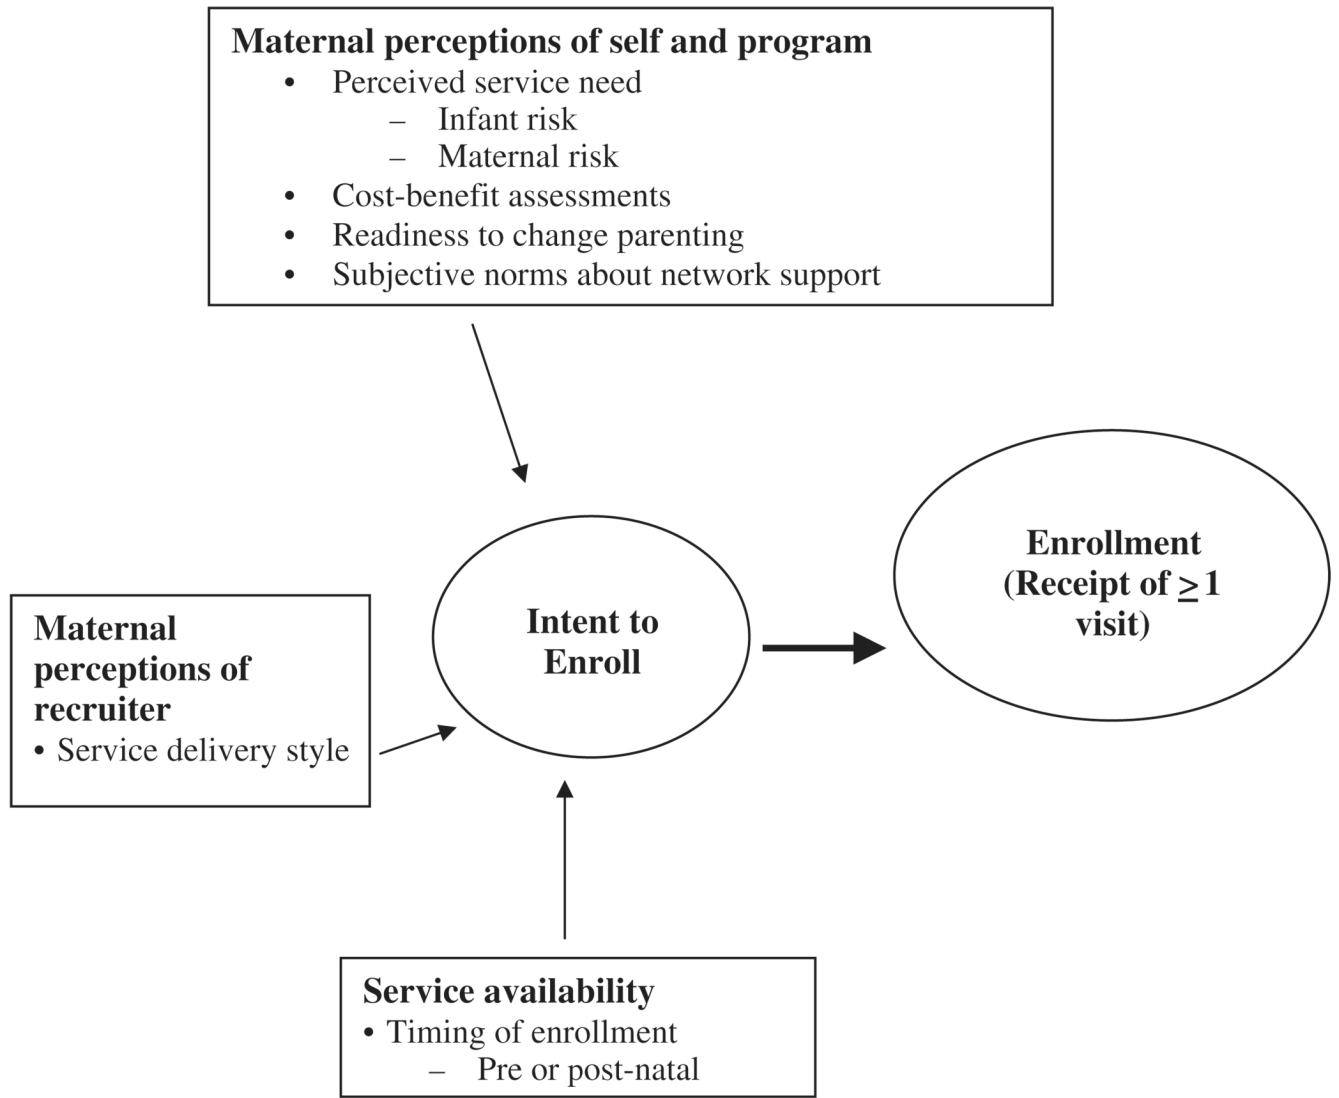 Maternal perceptions of self and program
• Perceived service need
– Infant risk
– Maternal risk
• Cost-benefit assessments
• Readiness to change parenting
• Subjective norms about network support
Enrollment
(Receipt of ≥ 1
visit)
Intent to
Enroll
Maternal
perceptions of
recruiter
• Service delivery style
Service availability
• Timing of enrollment
– Pre or post-natal